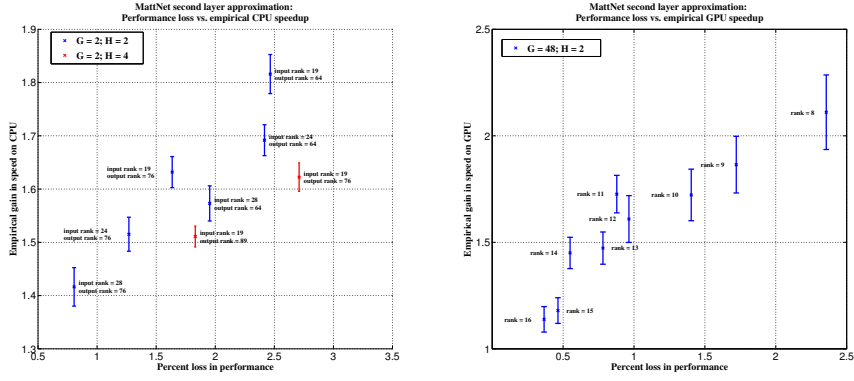 MattNet second layer approximation:
Performance loss vs. empirical CPU speedup
1.9
1.8
1.7
1.6
1.5
1.4
1.3
Empirical gain in speed on CPU
G = 2; H = 2
G = 2; H = 4
input rank = 19
output rank = 64
input rank = 24
output rank = 64
input rank = 19
output rank = 76
input rank = 19
output rank = 76
input rank = 28
output rank = 64
input rank = 24
output rank = 76
input rank = 19
output rank = 89
input rank = 28
output rank = 76
0.5
1
1.5
2
2.5
3
3.5
Percent loss in performance
MattNet second layer approximation:
Performance loss vs. empirical GPU speedup
2.5
2
1.5
1
Empirical gain in speed on GPU
G = 48; H = 2
rank = 8
rank = 9
rank = 11
rank = 10
rank = 12
rank = 13
rank = 14
rank = 15
rank = 16
0.5
1
1.5
2
2.5
Percent loss in performance